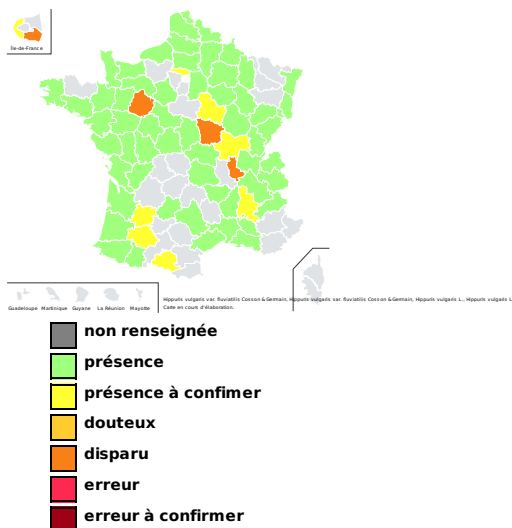 Île-de-France
Guadeloupe Martinique Guyane La Réunion Mayotte
Hippuris vulgaris var. fluviatilis Cosson & Germain, Hippuris vulgaris var. fluviatilis Cosson & Germain, Hippuris vulgaris L., Hippuris vulgaris L
Carte en cours d'élaboration.
non renseignée
présence
présence à confimer
douteux
disparu
erreur
erreur à confirmer